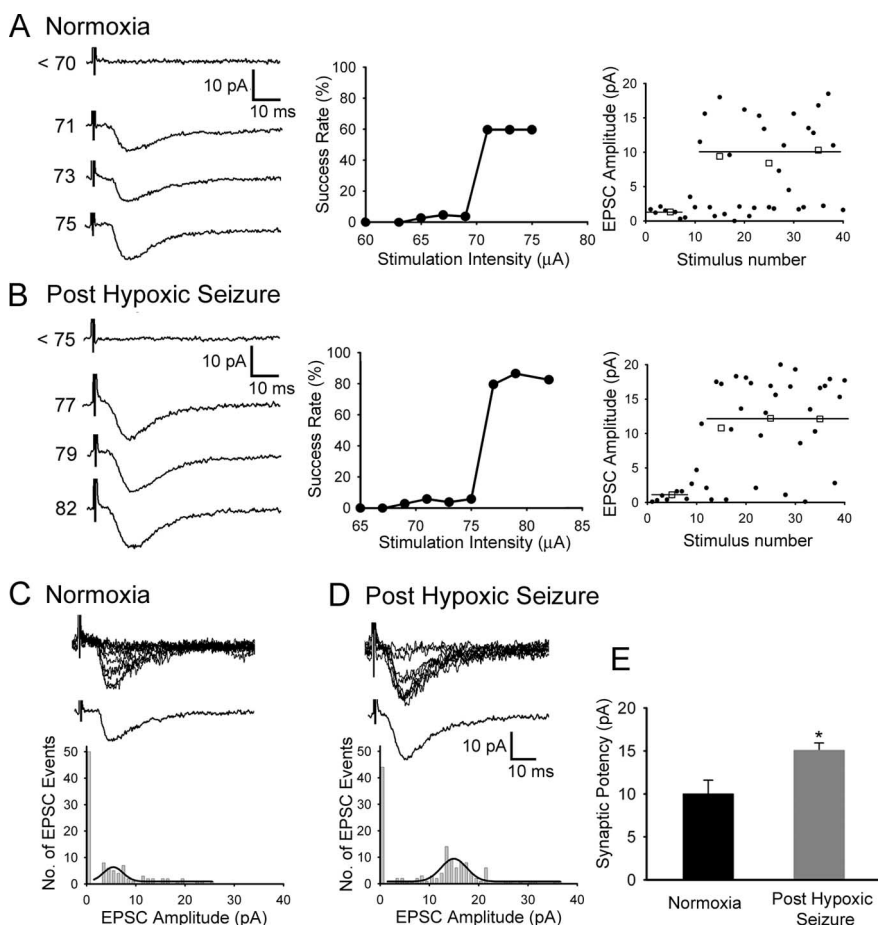 A Normoxia
< 70
71
73
75
10 pA
10 ms
Success Rate (%)
100
80
60
40
20
0
60 65 70 75 80
Stimulation Intensity (μA)
EPSC Amplitude (pA)
20
15
10
5
0
0 10 20 30 40
Stimulus number
B Post Hypoxic Seizure
< 75
77
79
82
10 pA
10 ms
Success Rate (%)
100
80
60
40
20
0
65 70 75 80 85
Stimulation Intensity (μA)
EPSC Amplitude (pA)
20
15
10
5
0
0 10 20 30 40
Stimulus number
C Normoxia
No. of EPSC Events
50
40
30
20
10
0
0 10 20 30 40
EPSC Amplitude (pA)
D Post Hypoxic Seizure
10 pA
10 ms
No. of EPSC Events
50
40
30
20
10
0
0 10 20 30 40
EPSC Amplitude (pA)
E
Synaptic Potency (pA)
20
15
10
5
0
*
Normoxia
Post Hypoxic
Seizure